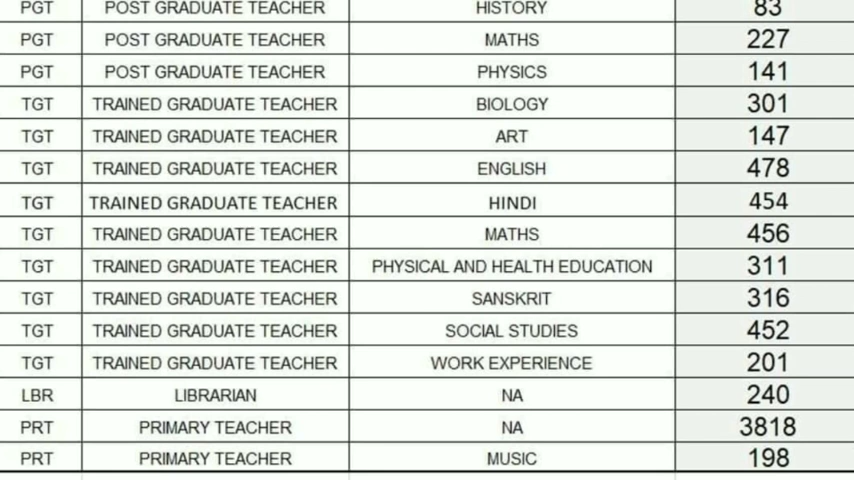 PGT POST GRADUATE TEACHER HISTORY 83
PGT POST GRADUATE TEACHER MATHS 227
PGT POST GRADUATE TEACHER PHYSICS 141
TGT TRAINED GRADUATE TEACHER BIOLOGY 301
TGT TRAINED GRADUATE TEACHER ART 147
TGT TRAINED GRADUATE TEACHER ENGLISH 478
TGT TRAINED GRADUATE TEACHER HINDI 454
TGT TRAINED GRADUATE TEACHER MATHS 456
TGT TRAINED GRADUATE TEACHER PHYSICAL AND HEALTH EDUCATION 311
TGT TRAINED GRADUATE TEACHER SANSKRIT 316
TGT TRAINED GRADUATE TEACHER SOCIAL STUDIES 452
TGT TRAINED GRADUATE TEACHER WORK EXPERIENCE 201
LBR LIBRARIAN NA 240
PRT PRIMARY TEACHER NA 3818
PRT PRIMARY TEACHER MUSIC 198